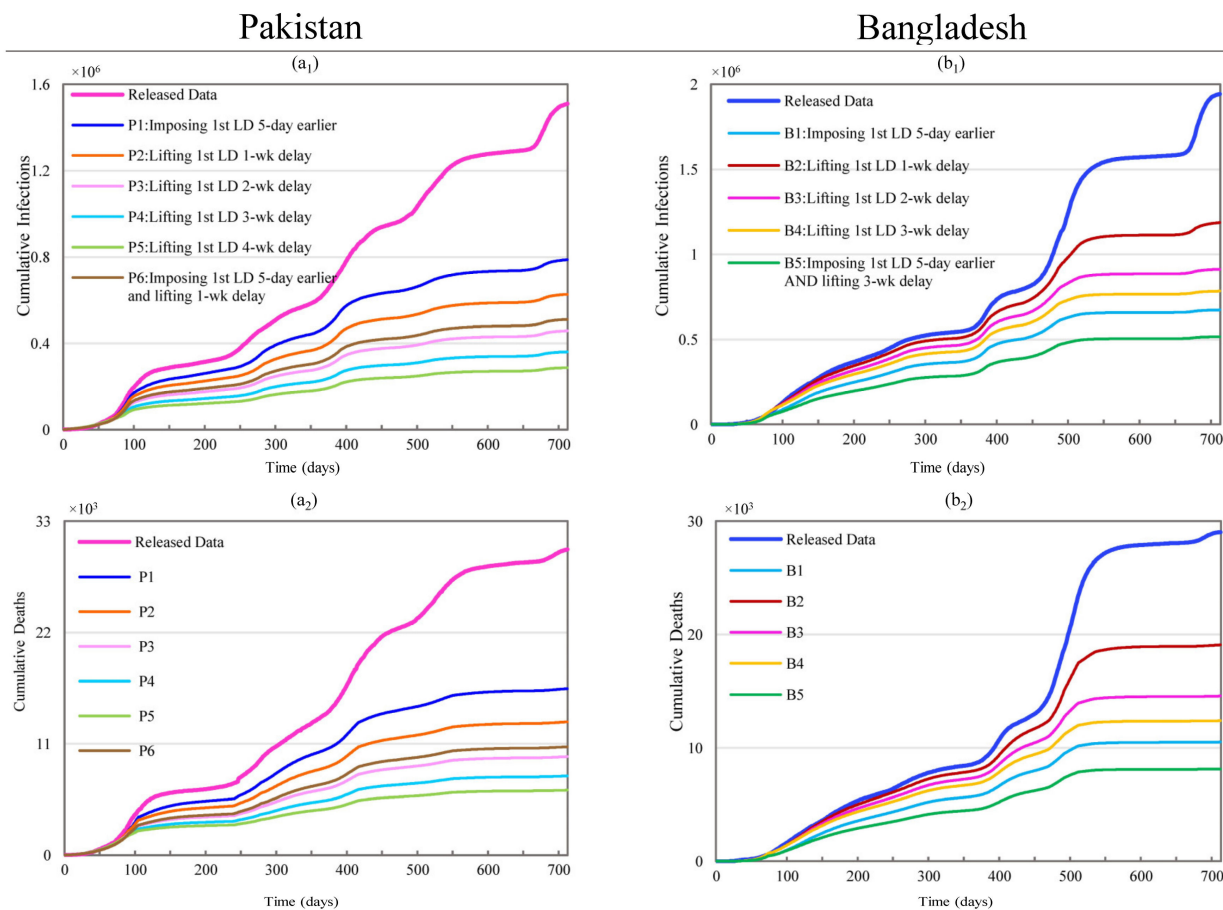 Pakistan
Bangladesh
(a₁)
×10⁶
1.6
1.2
0.8
0.4
0
Cumulative Infections
Released Data
P1:Imposing 1st LD 5-day earlier
P2:Lifting 1st LD 1-wk delay
P3:Lifting 1st LD 2-wk delay
P4:Lifting 1st LD 3-wk delay
P5:Lifting 1st LD 4-wk delay
P6:Imposing 1st LD 5-day earlier
and lifting 1-wk delay
0 100 200 300 400 500 600 700
Time (days)
(b₁)
×10⁶
2
1.5
1
0.5
0
Cumulative Infections
Released Data
B1:Imposing 1st LD 5-day earlier
B2:Lifting 1st LD 1-wk delay
B3:Lifting 1st LD 2-wk delay
B4:Lifting 1st LD 3-wk delay
B5:Imposing 1st LD 5-day earlier
AND lifting 3-wk delay
0 100 200 300 400 500 600 700
Time (days)
(a₂)
×10³
33
22
11
0
Cumulative Deaths
Released Data
P1
P2
P3
P4
P5
P6
0 100 200 300 400 500 600 700
Time (days)
(b₂)
×10³
30
20
10
0
Cumulative Deaths
Released Data
B1
B2
B3
B4
B5
0 100 200 300 400 500 600 700
Time (days)